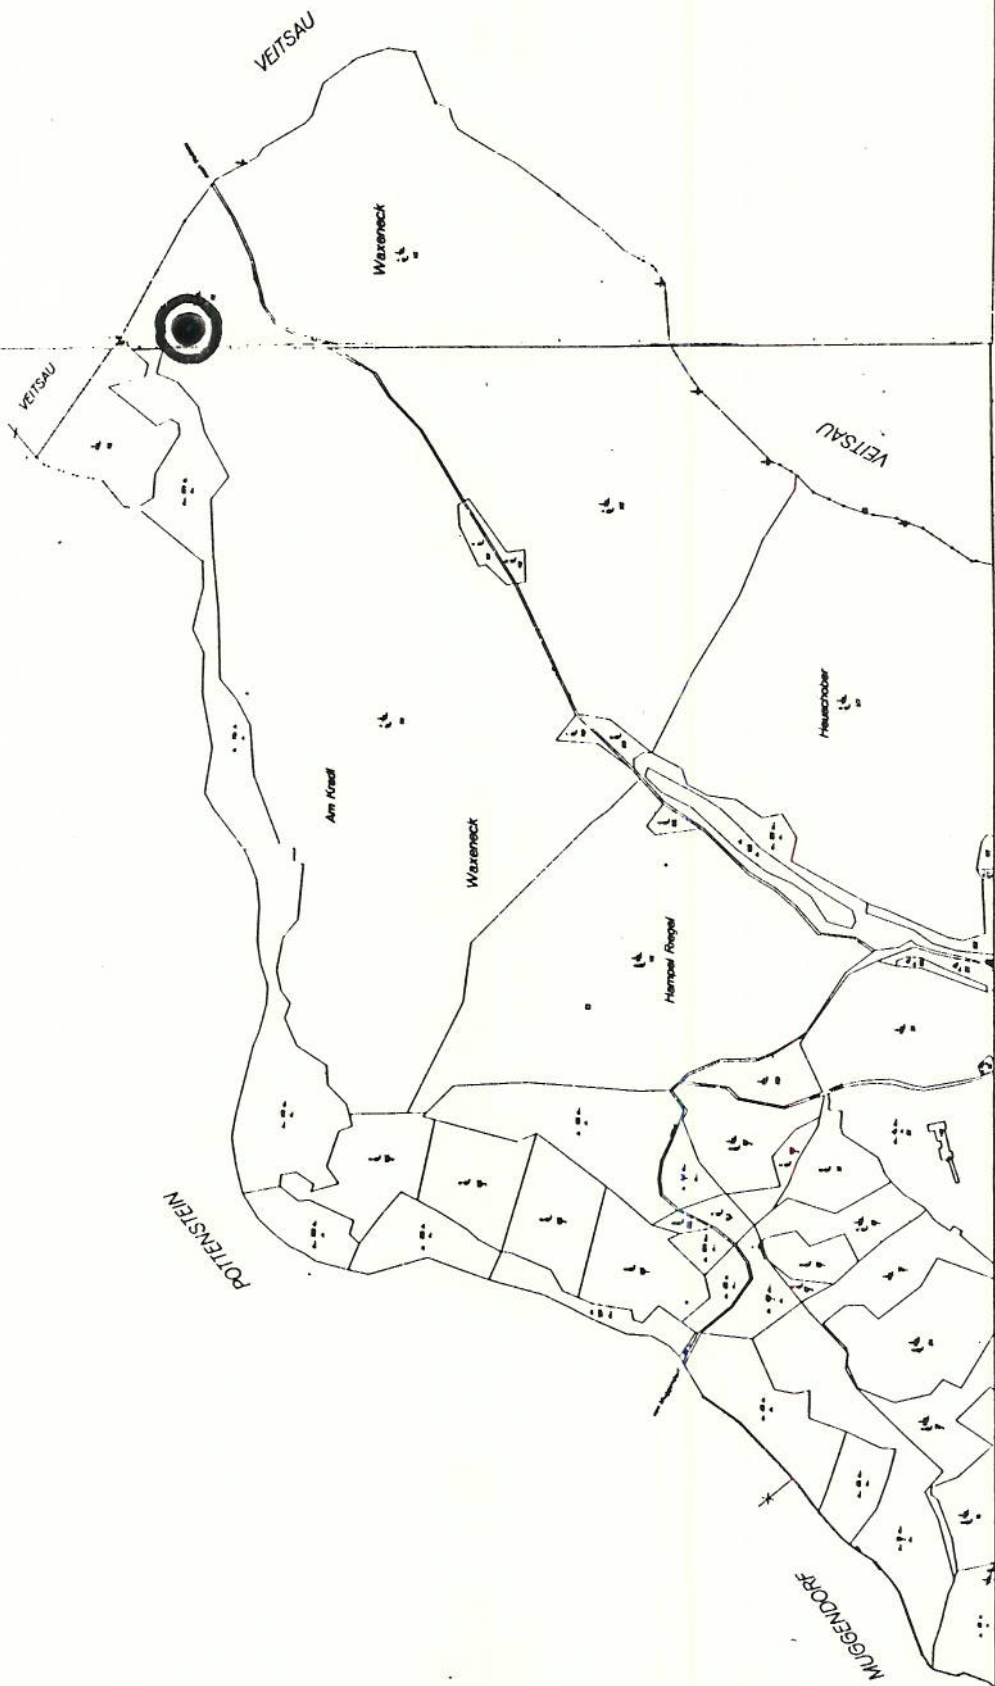 VEITSAU
Waxeneck
VEITSAU
VEITSAU
Heuschober
Am Kradl
Waxeneck
Hampel Riegel
POTTENSTEIN
MUGGENDORF